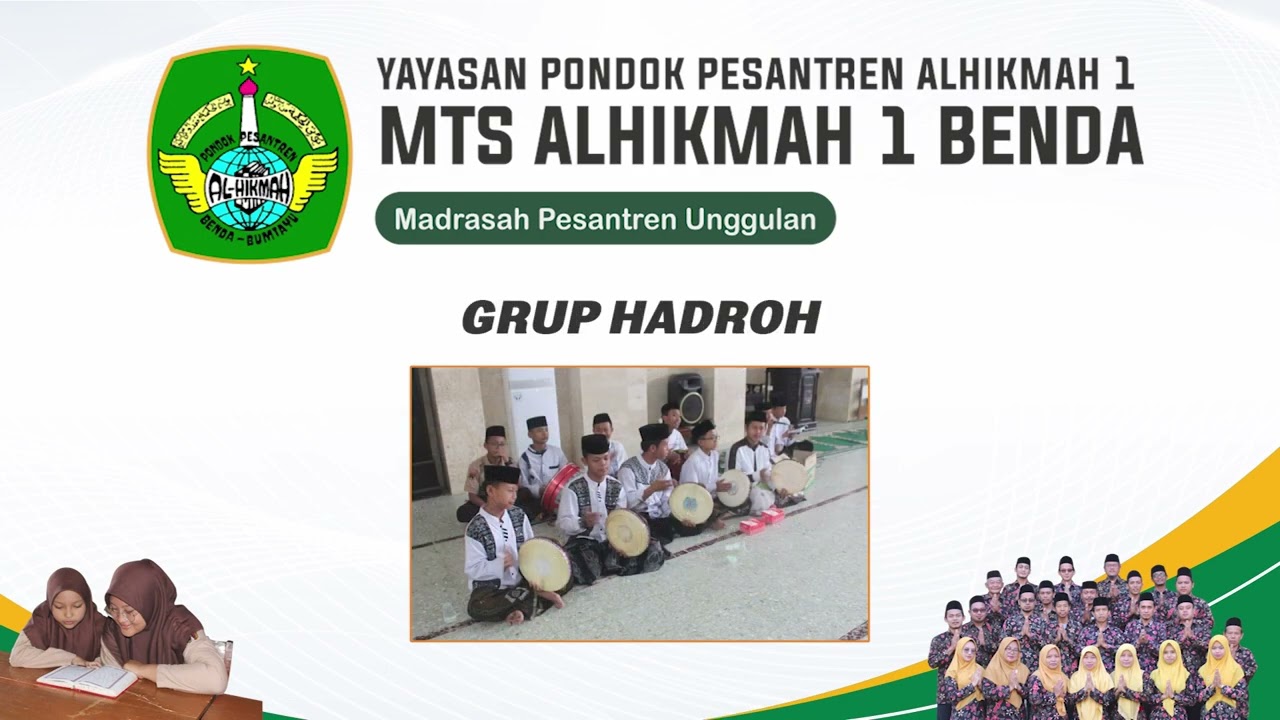 YAYASAN PONDOK PESANTREN ALHIKMAH 1
MTS ALHIKMAH 1 BENDA
Madrasah Pesantren Unggulan
PONDOK PESANTREN
AL-HIKMAH
BENDA - BUMIAYU
GRUP HADROH